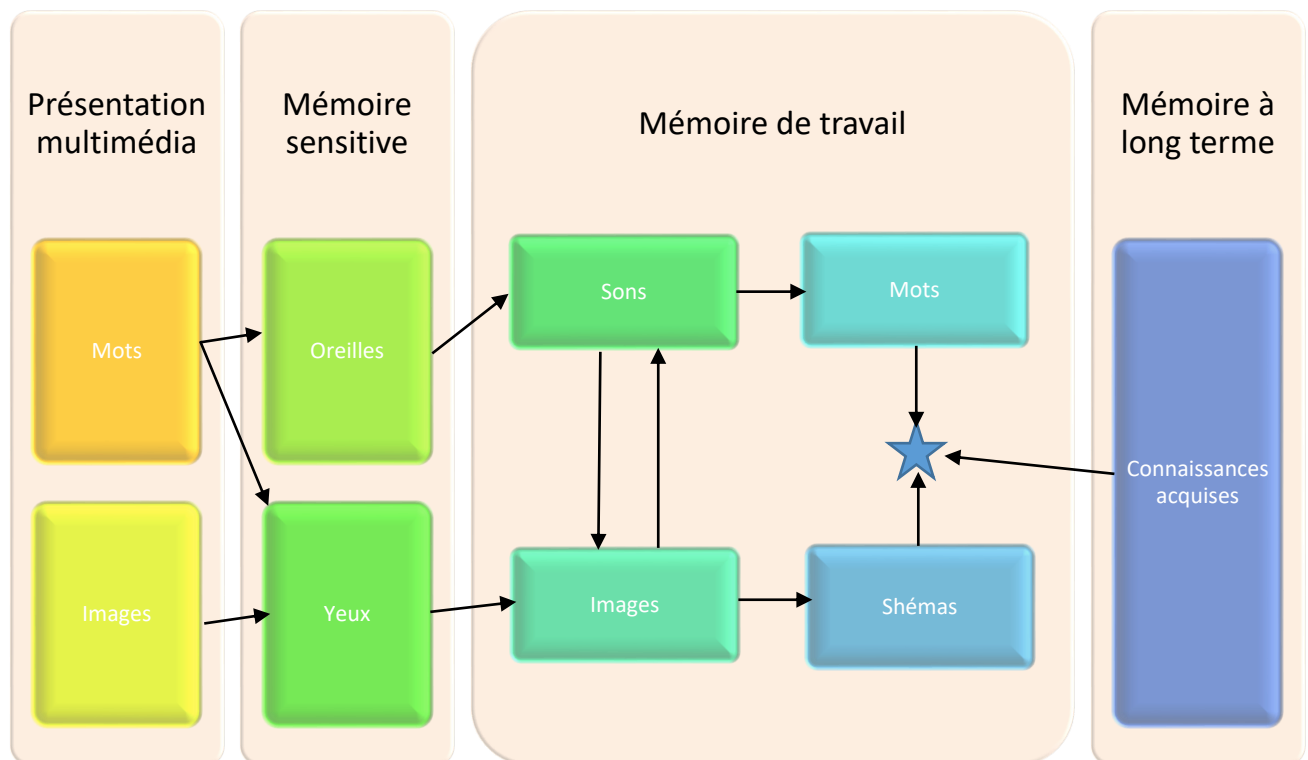 Présentation
multimédia
Mémoire
sensitive
Mémoire de travail
Mémoire à
long terme
Mots
Oreilles
Sons
Mots
Connaissances
acquises
Images
Yeux
Images
Shémas